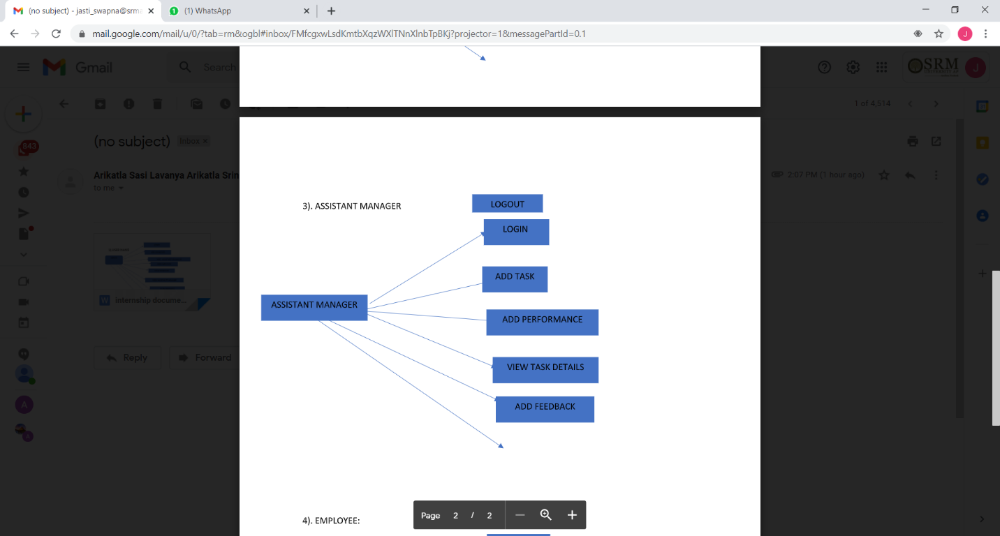 (no subject) - jasti_swapna@srma
(1) WhatsApp
mail.google.com/mail/u/0/?tab=rm&ogbl#inbox/FMfcgxwLsdKmtbXqzWXlTNnXlnbTpBKj?projector=1&messagePartId=0.1
J
Gmail
Search
SRM
J
1 of 4,514
843
(no subject)
Inbox ×
Arikatla Sasi Lavanya Arikatla Srin
to me
2:07 PM (1 hour ago)
3). ASSISTANT MANAGER
LOGOUT
LOGIN
ADD TASK
ASSISTANT MANAGER
ADD PERFORMANCE
VIEW TASK DETAILS
ADD FEEDBACK
W internship docume...
Reply
Forward
A
A
4). EMPLOYEE:
Page 2 / 2